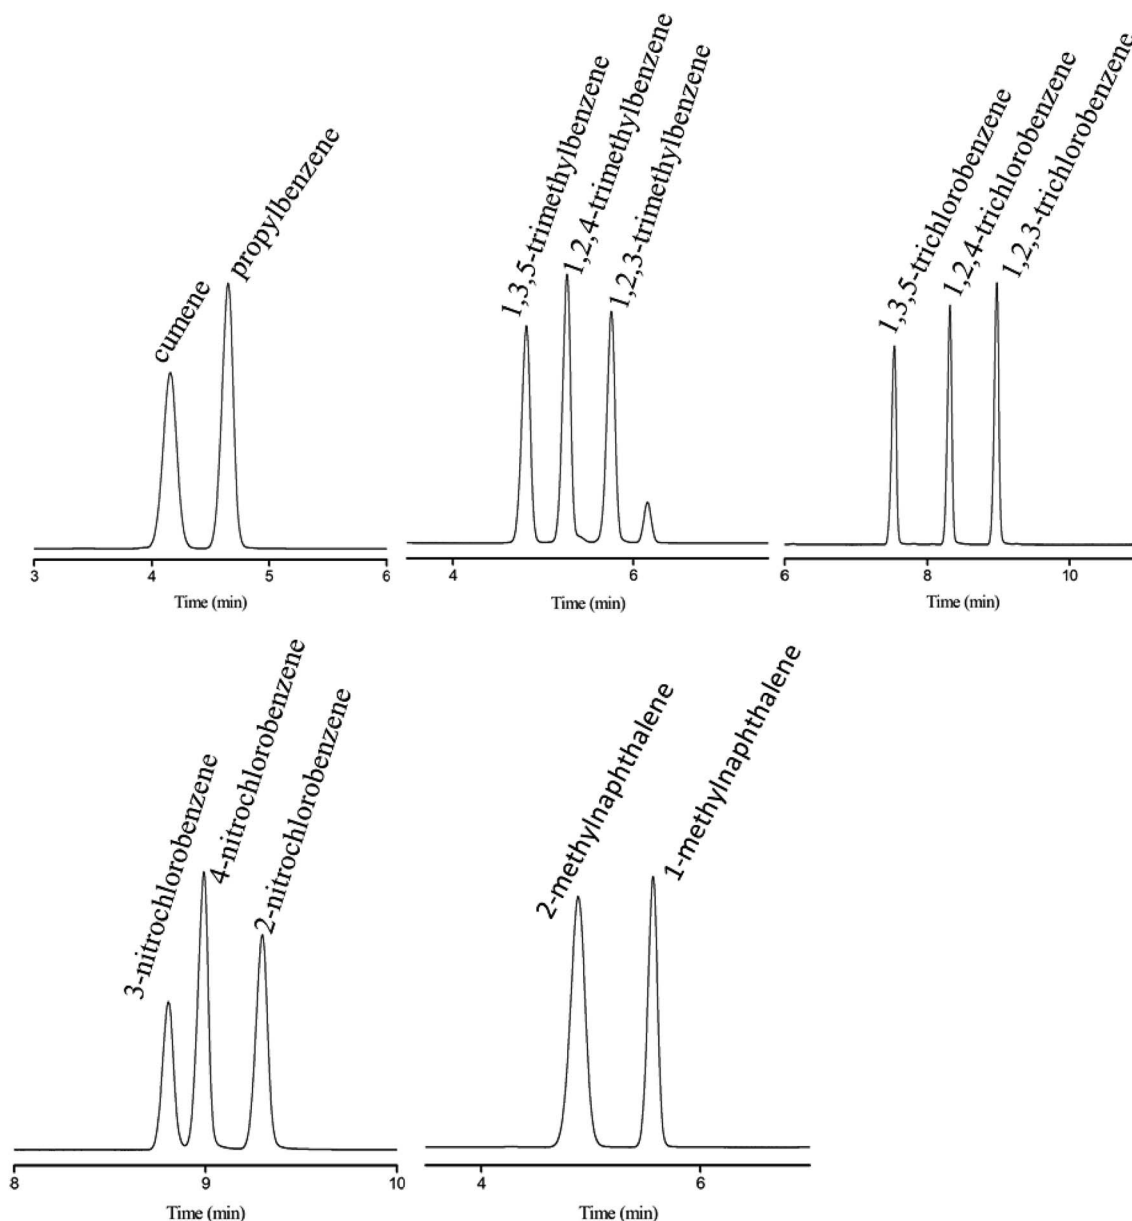 cumene
propylbenzene
3
4
5
6
Time (min)
1,3,5-trimethylbenzene
1,2,4-trimethylbenzene
1,2,3-trimethylbenzene
4
6
Time (min)
1,3,5-trichlorobenzene
1,2,4-trichlorobenzene
1,2,3-trichlorobenzene
6
8
10
Time (min)
3-nitrochlorobenzene
4-nitrochlorobenzene
2-nitrochlorobenzene
8
9
10
Time (min)
2-methylnaphthalene
1-methylnaphthalene
4
6
Time (min)